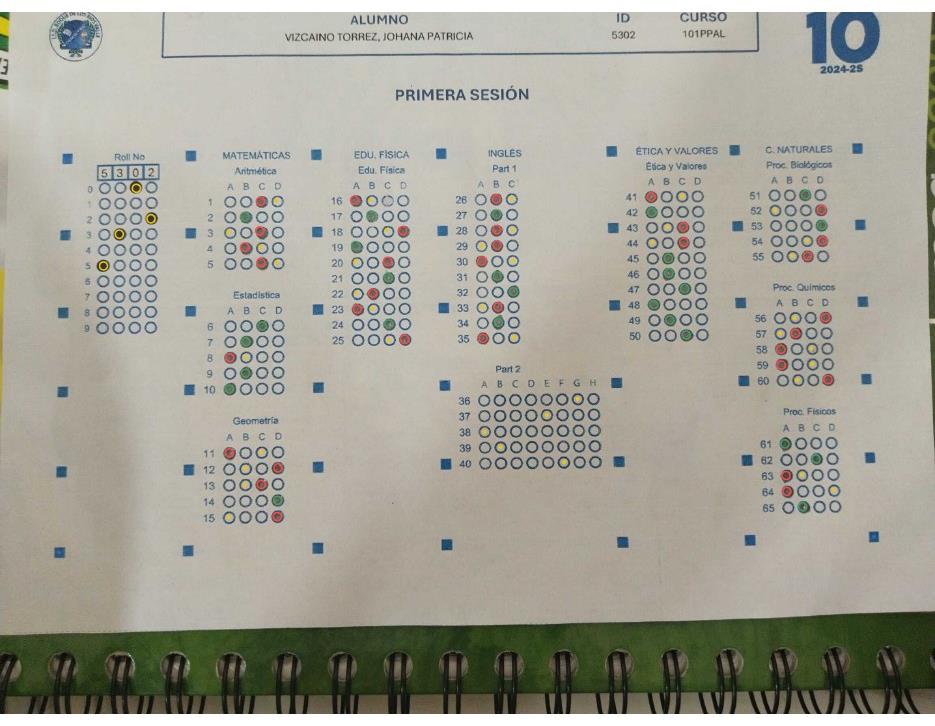 ALUMNO ID CURSO
VIZCAINO TORREZ, JOHANA PATRICIA 5302 101PPAL
10
2024-2S
PRIMERA SESIÓN
Roll No
5 3 0 2
0
1
2
3
4
5
6
7
8
9
MATEMÁTICAS
Aritmética
A B C D
1
2
3
4
5
Estadística
A B C D
6
7
8
9
10
Geometría
A B C D
11
12
13
14
15
EDU. FÍSICA
Edu. Física
A B C D
16
17
18
19
20
21
22
23
24
25
INGLÉS
Part 1
A B C
26
27
28
29
30
31
32
33
34
35
Part 2
A B C D E F G H
36
37
38
39
40
ÉTICA Y VALORES
Ética y Valores
A B C D
41
42
43
44
45
46
47
48
49
50
C. NATURALES
Proc. Biológicos
A B C D
51
52
53
54
55
Proc. Químicos
A B C D
56
57
58
59
60
Proc. Físicos
A B C D
61
62
63
64
65